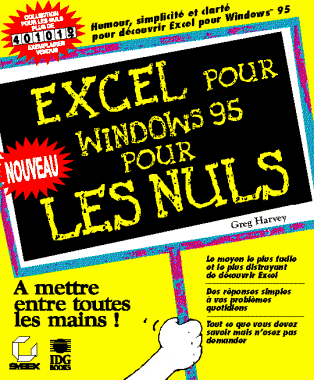 COLLECTION
POUR LES NULS
PLUS DE
EXEMPLAIRES
VENDUS
Humour, simplicité et clarté
pour découvrir Excel pour Windows™ 95
EXCEL POUR
WINDOWS 95
POUR
LES NULS
NOUVEAU
Greg Harvey
A mettre
entre toutes
les mains !
Le moyen le plus facile
et le plus distrayant
de découvrir Excel
Des réponses simples
à vos problèmes
quotidiens
Tout ce que vous devez
savoir mais n'osez pas
demander
SYBEX
IDG
BOOKS